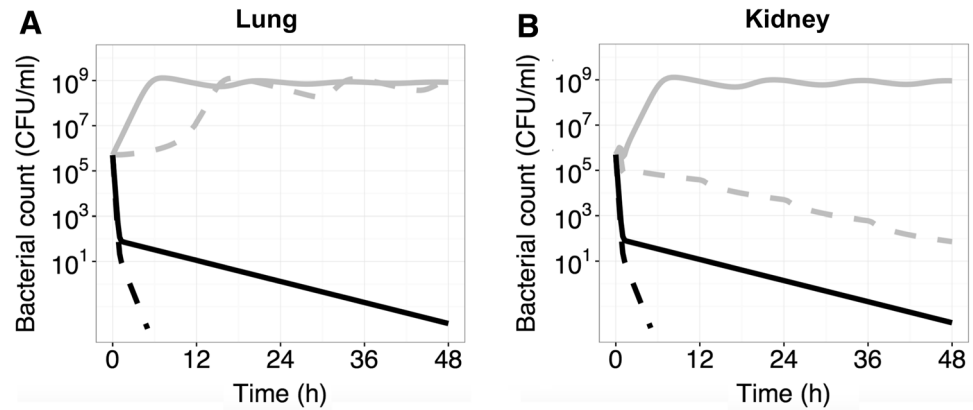 A Lung
Bacterial count (CFU/ml)
10⁹
10⁷
10⁵
10³
10¹
0 12 24 36 48
Time (h)
B Kidney
Bacterial count (CFU/ml)
10⁹
10⁷
10⁵
10³
10¹
0 12 24 36 48
Time (h)